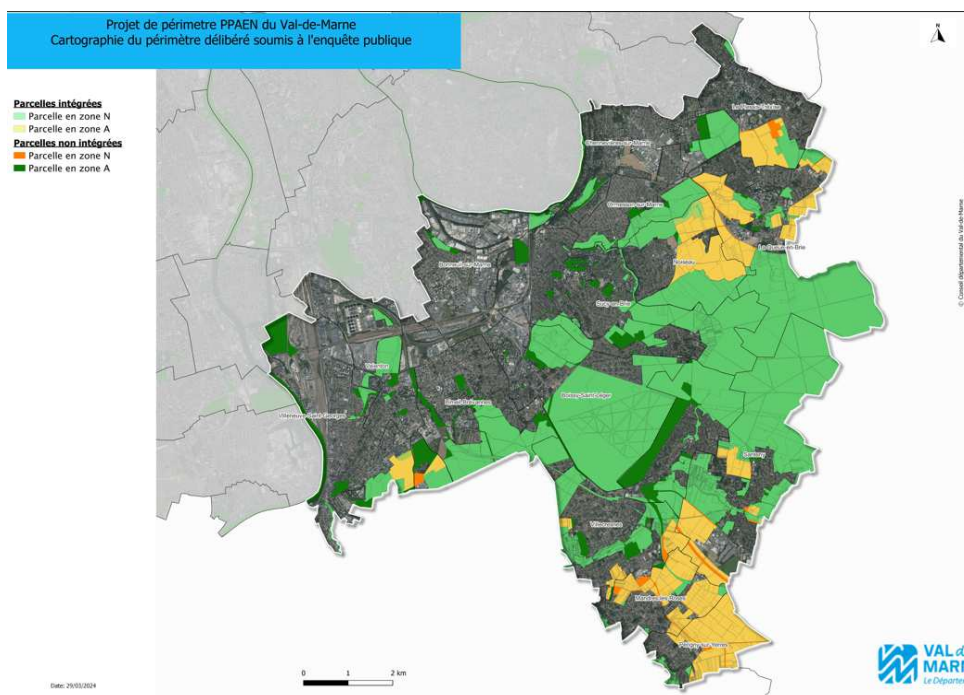 Projet de périmetre PPAEN du Val-de-Marne
Cartographie du périmètre délibéré soumis à l'enquête publique
N
Parcelles intégrées
Parcelle en zone N
Parcelle en zone A
Parcelles non intégrées
Parcelle en zone N
Parcelle en zone A
Le Plessis-Trévise
Chennevières-sur-Marne
Ormesson-sur-Marne
La Queue-en-Brie
Noiseau
Bonneuil-sur-Marne
Sucy-en-Brie
Valenton
Boissy-Saint-Léger
Limeil-Brévannes
Villeneuve-Saint-Georges
Santeny
Villecresnes
Mandres-les-Roses
Périgny-sur-Yerres
© Conseil départemental du Val-de-Marne
0 1 2 km
Date: 29/03/2024
VAL de
MARNE
Le Département